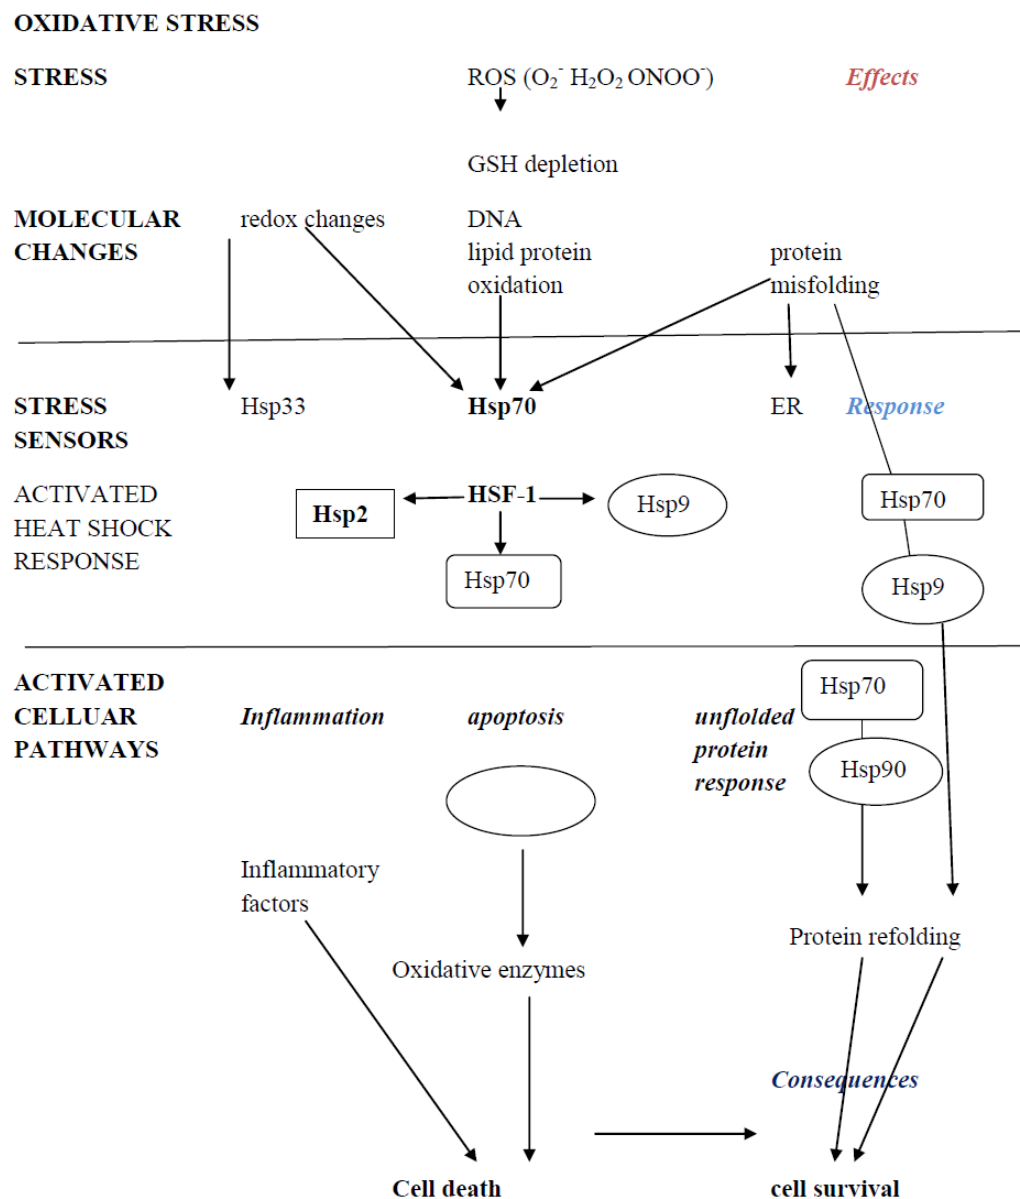 OXIDATIVE STRESS
STRESS ROS (O₂⁻ H₂O₂ ONOO⁻) Effects
GSH depletion
MOLECULAR redox changes DNA
CHANGES lipid protein protein
oxidation misfolding
STRESS Hsp33 Hsp70 ER Response
SENSORS
ACTIVATED HSF-1 Hsp9 Hsp70
HEAT SHOCK Hsp2
RESPONSE Hsp70 Hsp9
ACTIVATED Hsp70
CELLUAR Inflammation apoptosis unflolded
PATHWAYS protein
response Hsp90
Inflammatory
factors
Protein refolding
Oxidative enzymes
Consequences
Cell death cell survival